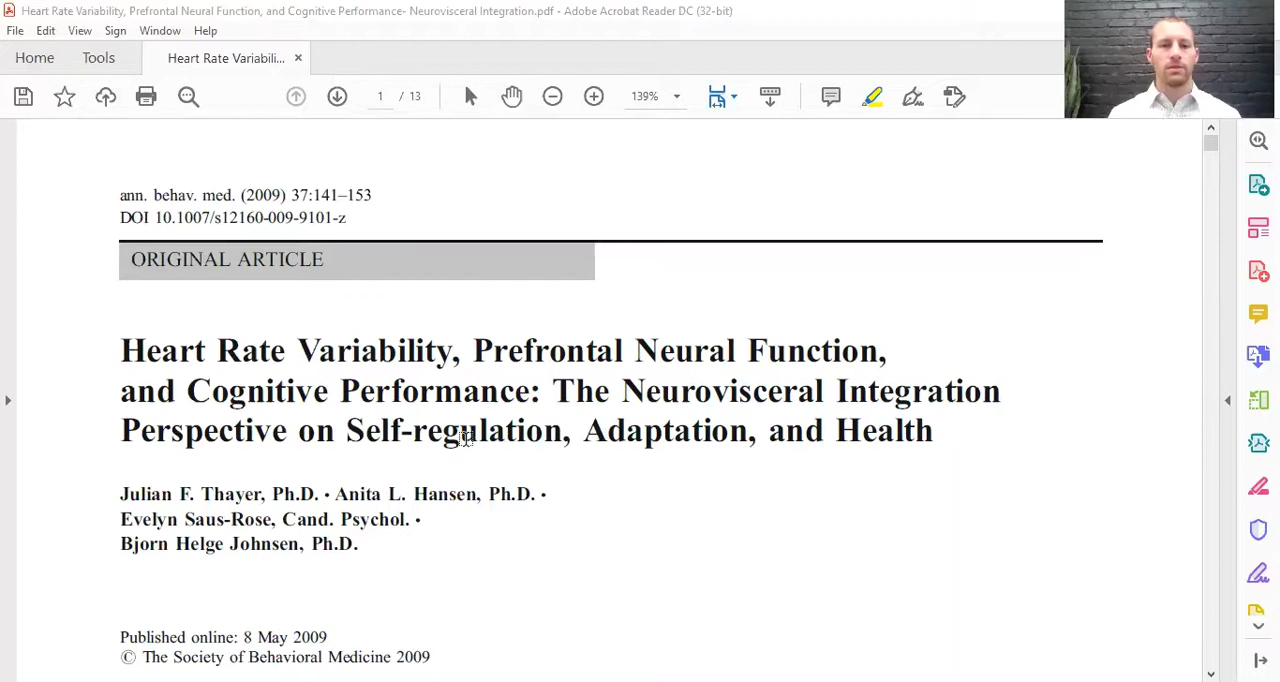 Heart Rate Variability, Prefrontal Neural Function, and Cognitive Performance- Neurovisceral Integration.pdf - Adobe Acrobat Reader DC (32-bit)
File Edit View Sign Window Help
Home Tools Heart Rate Variabili... ×
1 / 13 139%
ann. behav. med. (2009) 37:141–153
DOI 10.1007/s12160-009-9101-z
ORIGINAL ARTICLE
Heart Rate Variability, Prefrontal Neural Function,
and Cognitive Performance: The Neurovisceral Integration
Perspective on Self-regulation, Adaptation, and Health
Julian F. Thayer, Ph.D. · Anita L. Hansen, Ph.D. ·
Evelyn Saus-Rose, Cand. Psychol. ·
Bjorn Helge Johnsen, Ph.D.
Published online: 8 May 2009
© The Society of Behavioral Medicine 2009